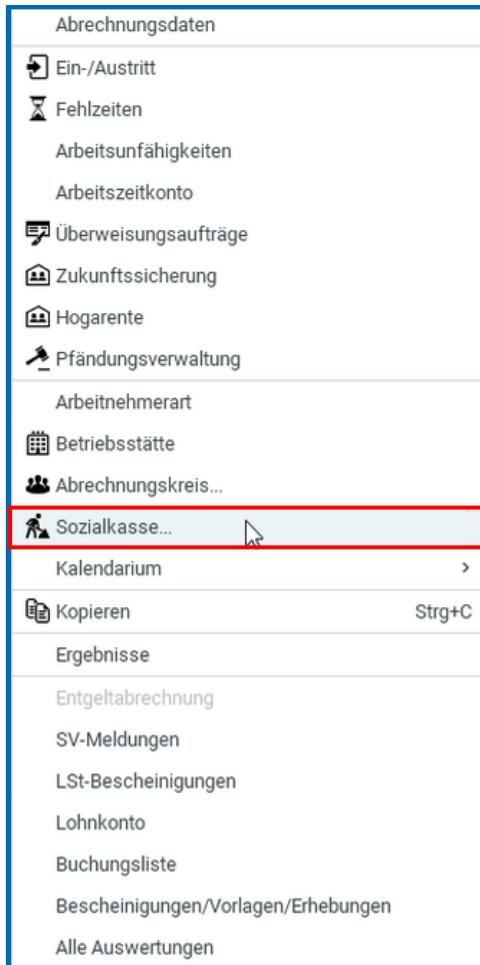 Abrechnungsdaten
Ein-/Austritt
Fehlzeiten
Arbeitsunfähigkeiten
Arbeitszeitkonto
Überweisungsaufträge
Zukunftssicherung
Hogarente
Pfändungsverwaltung
Arbeitnehmerart
Betriebsstätte
Abrechnungskreis...
Sozialkasse...
Kalendarium >
Kopieren Strg+C
Ergebnisse
Entgeltabrechnung
SV-Meldungen
LSt-Bescheinigungen
Lohnkonto
Buchungsliste
Bescheinigungen/Vorlagen/Erhebungen
Alle Auswertungen